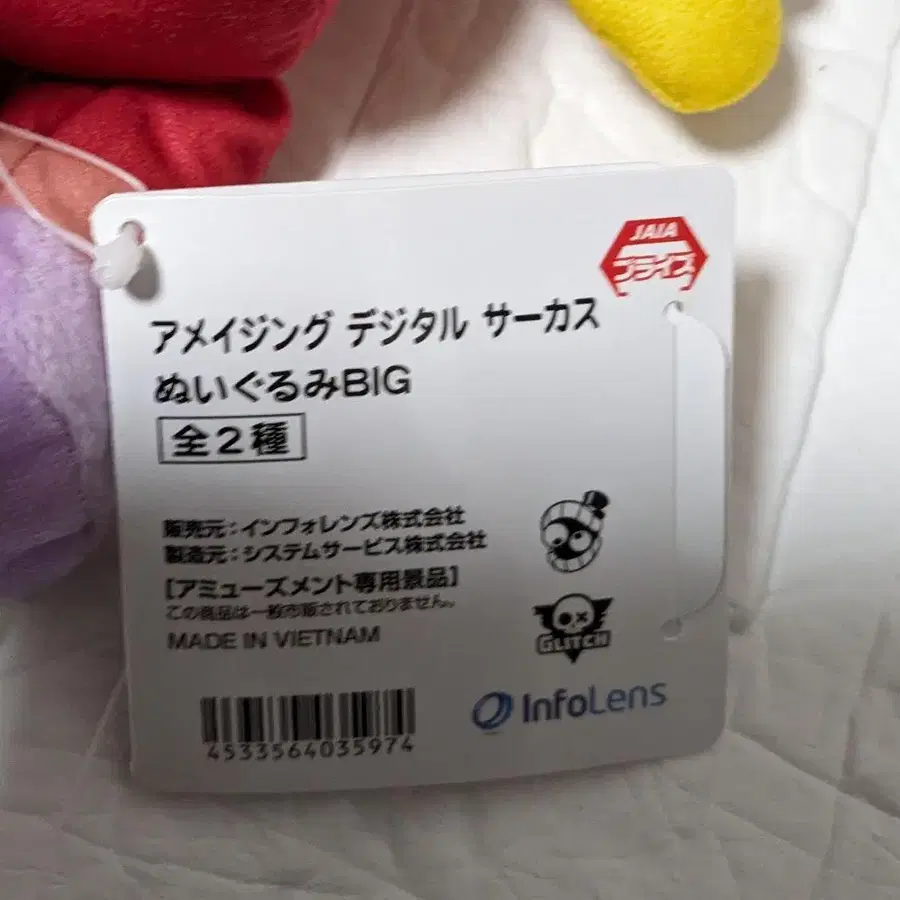 JAIA
プライズ
アメイジング デジタル サーカス
ぬいぐるみBIG
全2種
販売元:インフォレンズ株式会社
製造元:システムサービス株式会社
[アミューズメント専用景品]
この商品は一般市販されておりません。
MADE IN VIETNAM
GLITCH
InfoLens
4533564035974